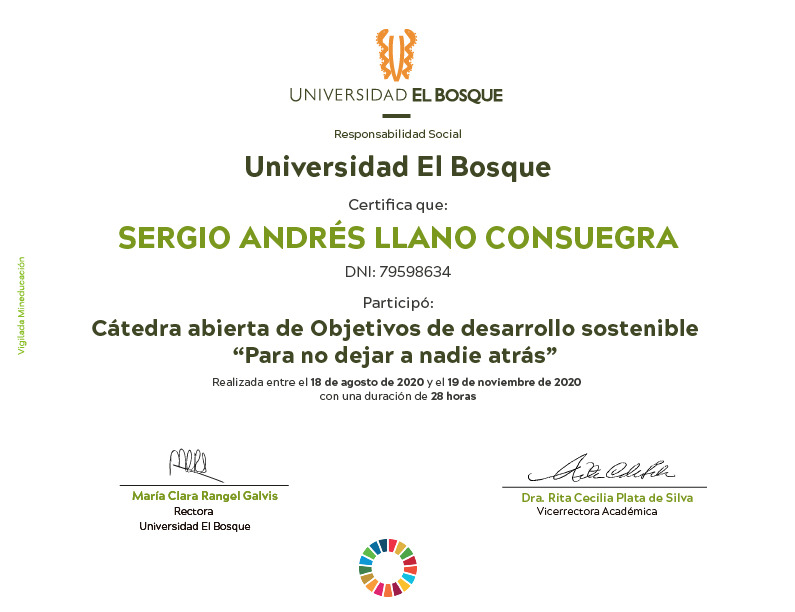 UNIVERSIDAD EL BOSQUE
Responsabilidad Social
Universidad El Bosque
Certifica que:
SERGIO ANDRÉS LLANO CONSUEGRA
DNI: 79598634
Participó:
Cátedra abierta de Objetivos de desarrollo sostenible
“Para no dejar a nadie atrás”
Realizada entre el 18 de agosto de 2020 y el 19 de noviembre de 2020
con una duración de 28 horas
Vigilada Mineducación
María Clara Rangel Galvis
Rectora
Universidad El Bosque
Dra. Rita Cecilia Plata de Silva
Vicerrectora Académica